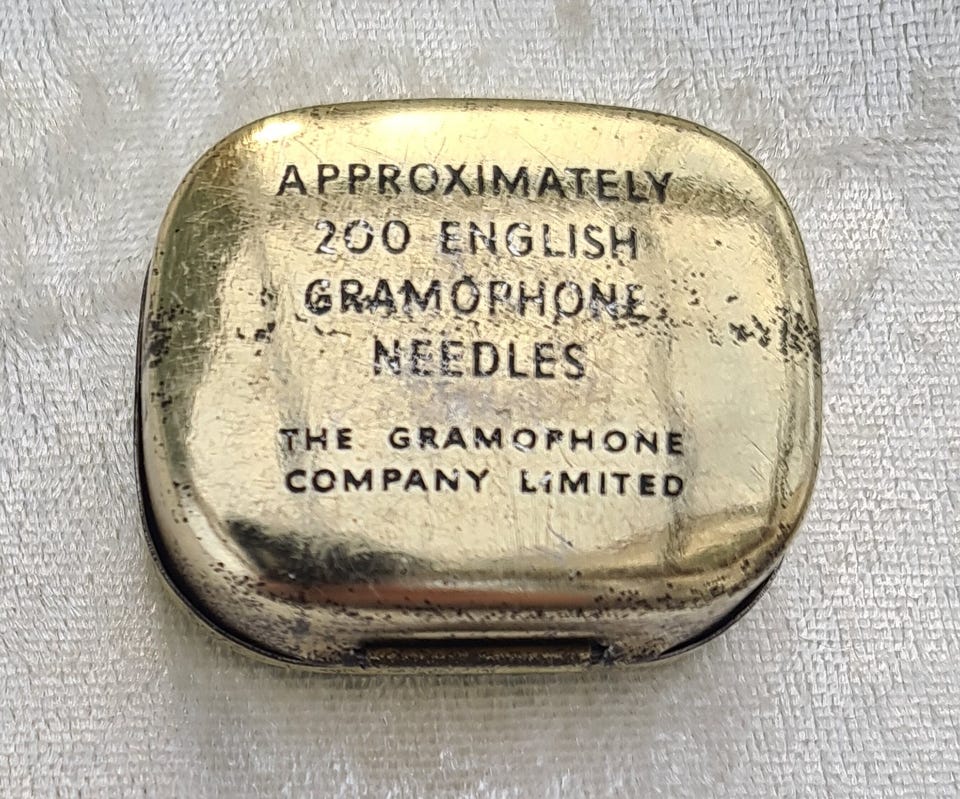 APPROXIMATELY
200 ENGLISH
GRAMOPHONE
NEEDLES
THE GRAMOPHONE
COMPANY LIMITED